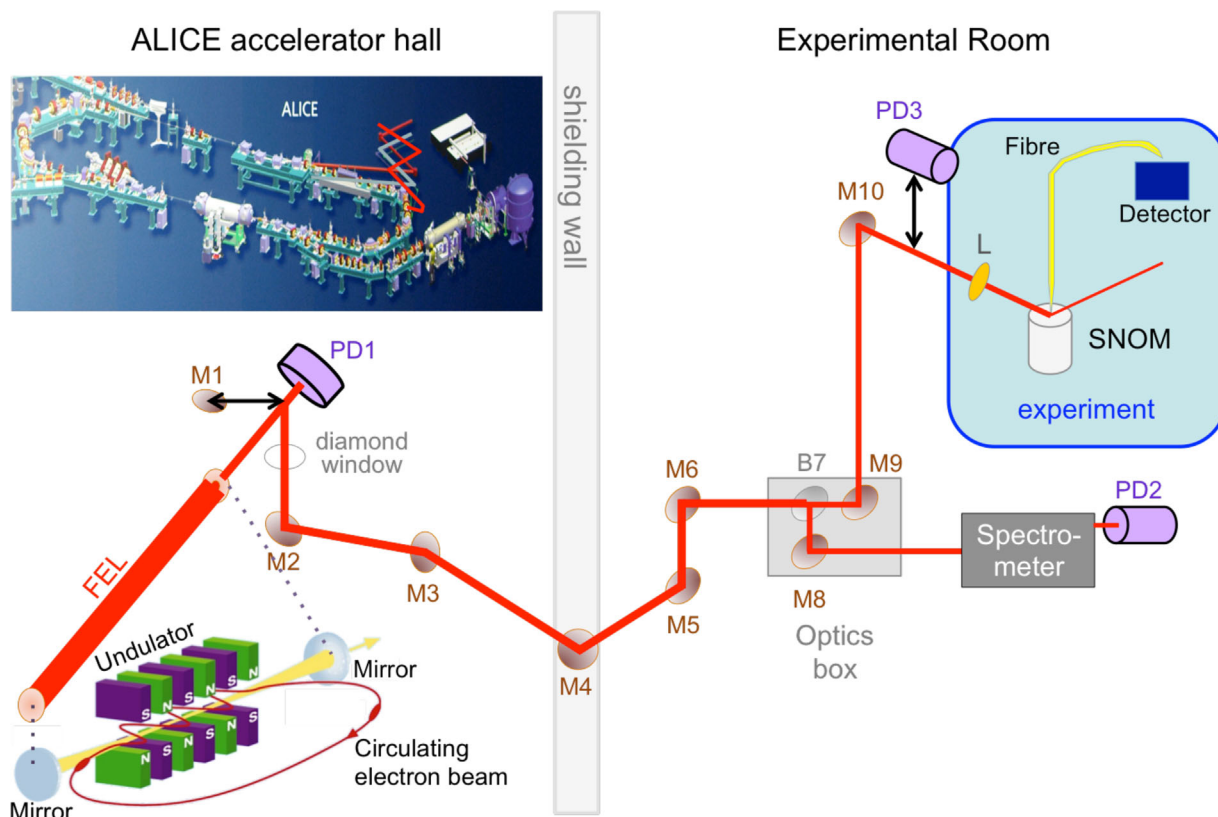 ALICE accelerator hall
Experimental Room
ALICE
shielding wall
PD3
Fibre
M10
Detector
L
SNOM
experiment
PD1
M1
diamond
window
M6
B7
M9
PD2
FEL
M2
M3
Spectro-
meter
M5
M8
Optics
box
Undulator
Mirror
M4
N
N
N
S
S
S
N
N
N
S
S
S
Circulating
electron beam
Mirror